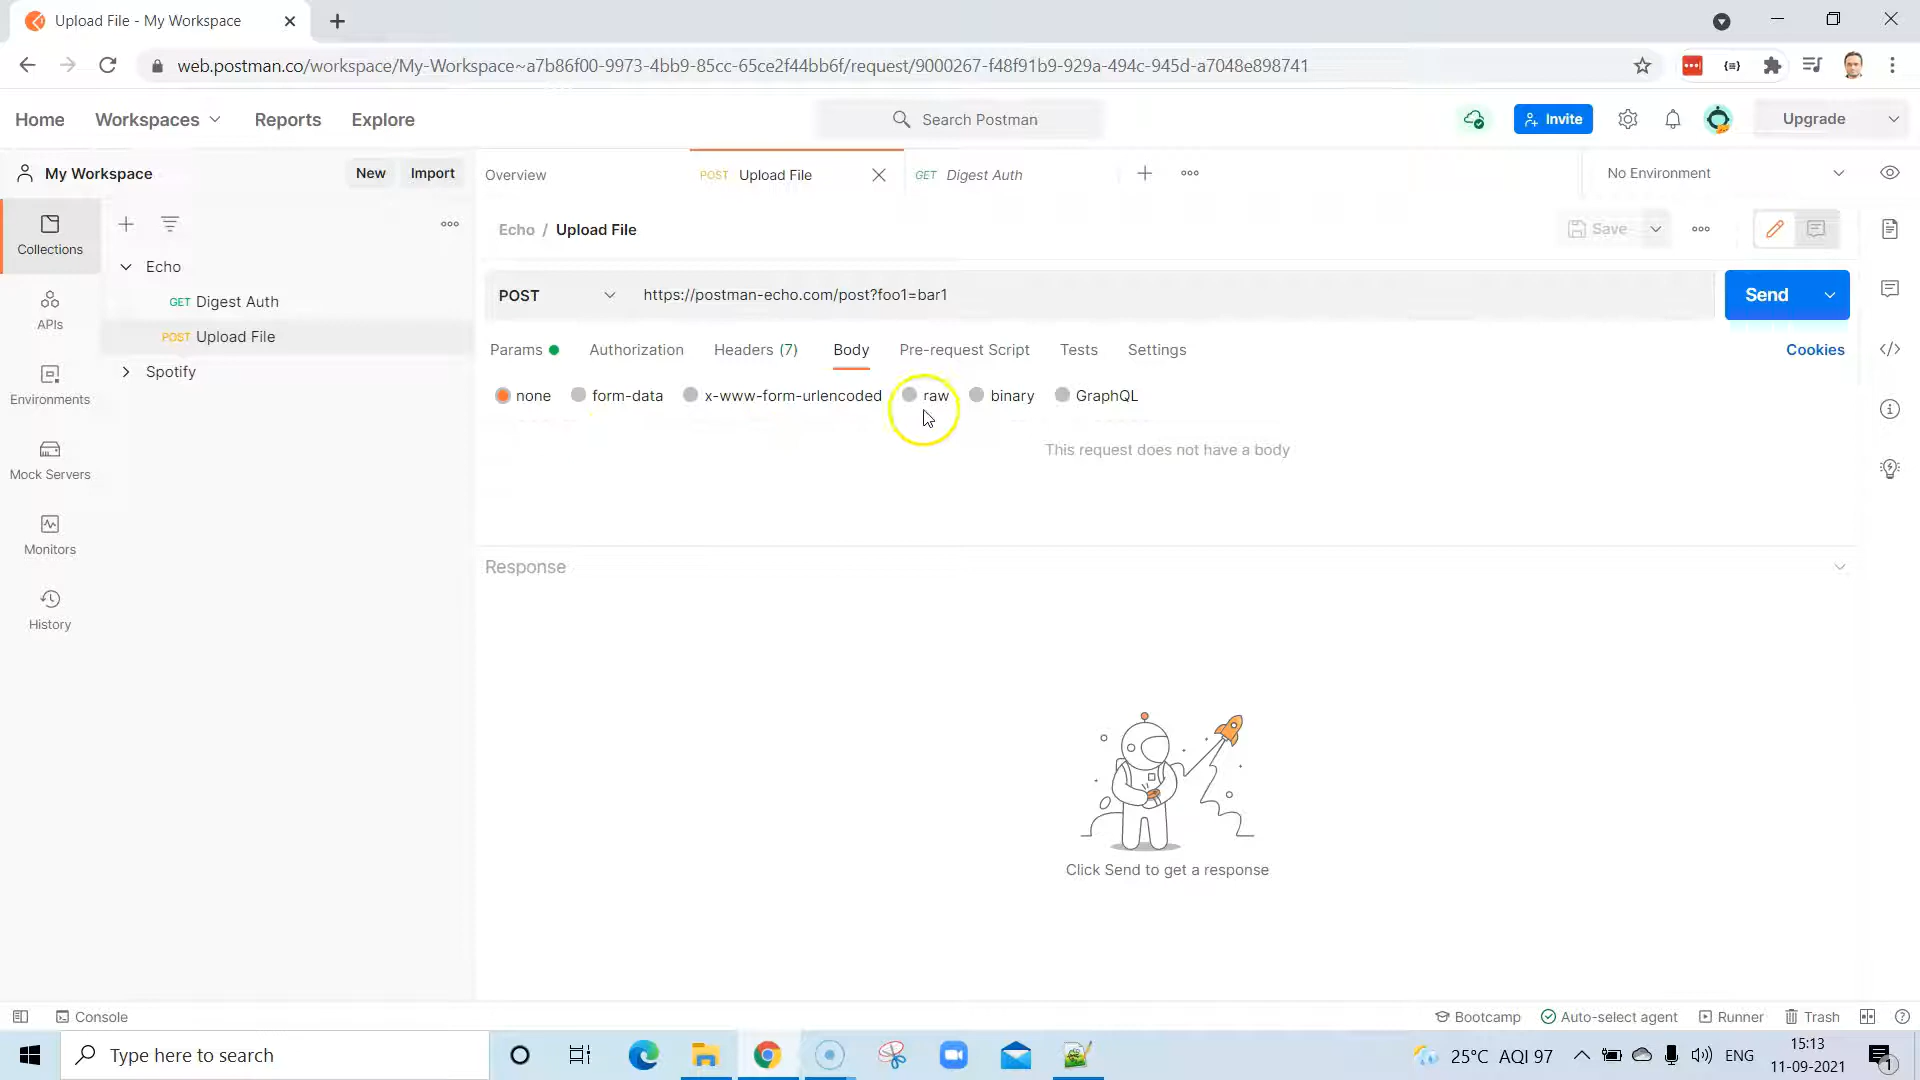 Upload File - My Workspace
web.postman.co/workspace/My-Workspace~a7b86f00-9973-4bb9-85cc-65ce2f44bb6f/request/9000267-f48f91b9-929a-494c-945d-a7048e898741
Home Workspaces Reports Explore Search Postman Invite Upgrade
My Workspace New Import Overview POST Upload File GET Digest Auth No Environment
Collections
Echo
GET Digest Auth
POST Upload File
Spotify
APIs
Environments
Mock Servers
Monitors
History
Echo / Upload File Save
POST https://postman-echo.com/post?foo1=bar1 Send
Params Authorization Headers (7) Body Pre-request Script Tests Settings Cookies
none form-data x-www-form-urlencoded raw binary GraphQL
This request does not have a body
Response
Click Send to get a response
Console Bootcamp Auto-select agent Runner Trash
Type here to search 25°C AQI 97 ENG 15:13
11-09-2021 1